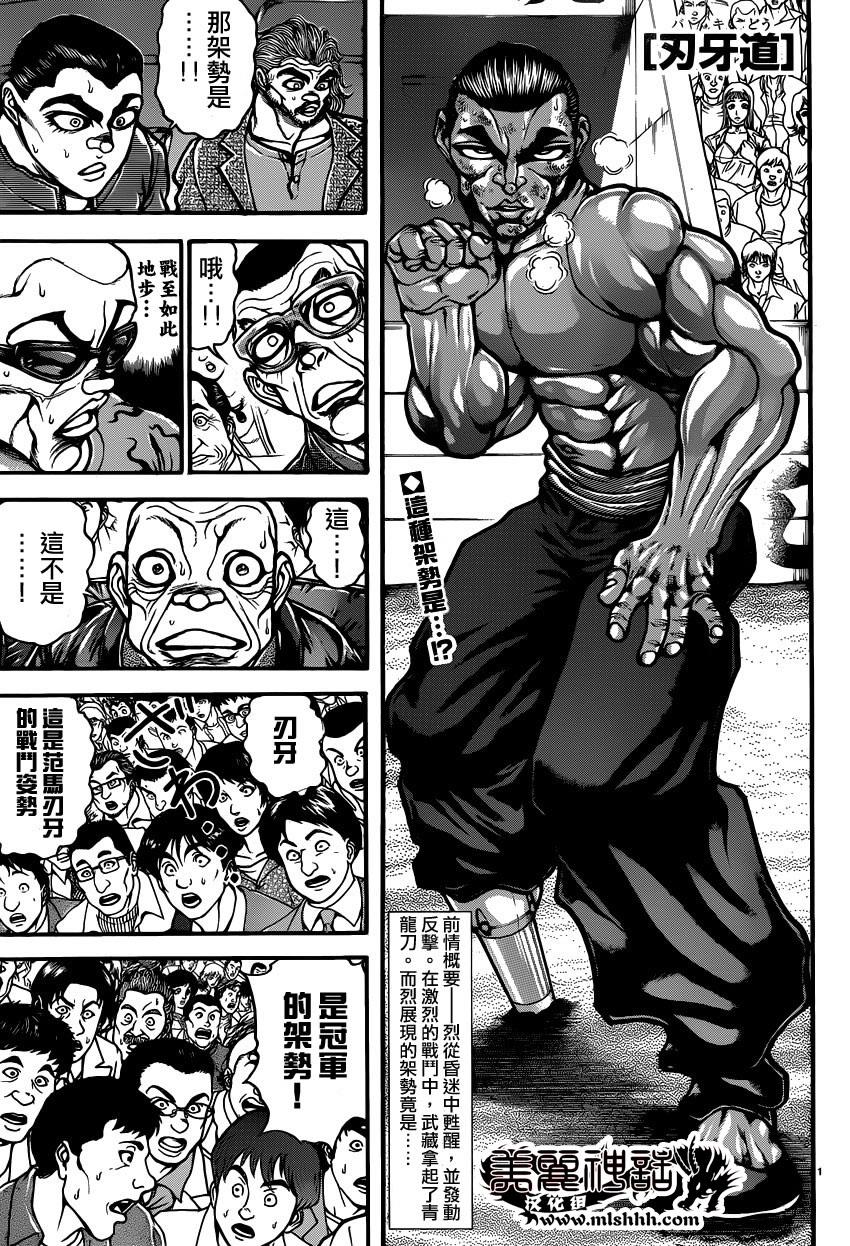 バキどう
[刃牙道]
◆這種架勢是…!?
前情概要——烈從昏迷中甦醒，並發動
反擊。在激烈的戰鬥中，武藏拿起了青
龍刀。而烈展現的架勢竟是……
那架勢是
……!!
哦…!!
戰至如此
地步…
這…!
這不是
……!
刃牙
ざわ
這是范馬刃牙
的戰鬥姿勢
是冠軍
的架勢!
美麗神話
汉化组
www.mlshhh.com
1